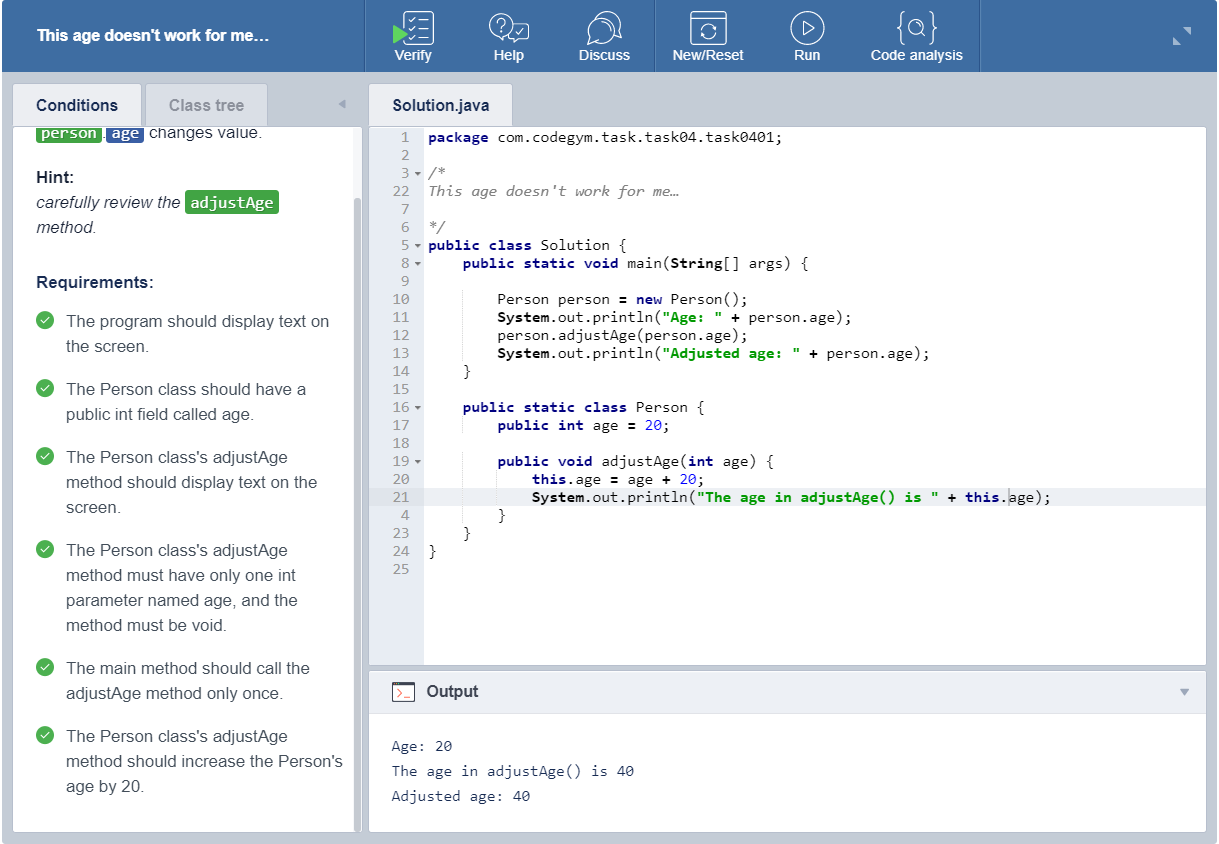 This age doesn't work for me...
Verify
Help
Discuss
New/Reset
Run
Code analysis
Conditions
Class tree
person.age changes value.
Hint:
carefully review the adjustAge
method.
Requirements:
The program should display text on
the screen.
The Person class should have a
public int field called age.
The Person class's adjustAge
method should display text on the
screen.
The Person class's adjustAge
method must have only one int
parameter named age, and the
method must be void.
The main method should call the
adjustAge method only once.
The Person class's adjustAge
method should increase the Person's
age by 20.
Solution.java
1 package com.codegym.task.task04.task0401;
2
3 /*
22 This age doesn't work for me…
7
6 */
5 public class Solution {
8 public static void main(String[] args) {
9
10 Person person = new Person();
11 System.out.println("Age: " + person.age);
12 person.adjustAge(person.age);
13 System.out.println("Adjusted age: " + person.age);
14 }
15
16 public static class Person {
17 public int age = 20;
18
19 public void adjustAge(int age) {
20 this.age = age + 20;
21 System.out.println("The age in adjustAge() is " + this.age);
4 }
23 }
24 }
25
Output
Age: 20
The age in adjustAge() is 40
Adjusted age: 40